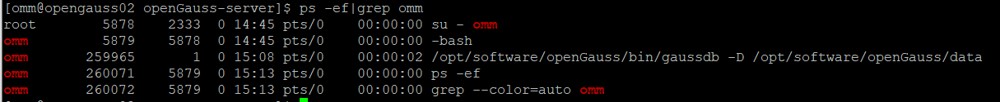 [omm@opengauss02 openGauss-server]$ ps -ef|grep omm
root 5878 2333 0 14:45 pts/0 00:00:00 su - omm
omm 5879 5878 0 14:45 pts/0 00:00:00 -bash
omm 259965 1 0 15:08 pts/0 00:00:02 /opt/software/openGauss/bin/gaussdb -D /opt/software/openGauss/data
omm 260071 5879 0 15:13 pts/0 00:00:00 ps -ef
omm 260072 5879 0 15:13 pts/0 00:00:00 grep --color=auto omm